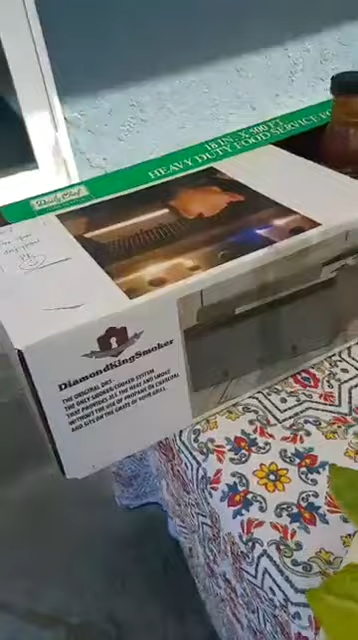 18 IN. X 500 FT
HEAVY DUTY FOOD SERVICE
Daily Chef
DiamondKingSmoker
THE ORIGINAL DKS
THE ONLY SMOKER-COOKER SYSTEM
THAT PROVIDES ALL THE HEAT AND SMOKE
WITHOUT THE USE OF PROPANE OR CHARCOAL
AND SITS ON THE GRATE OF YOUR GRILL